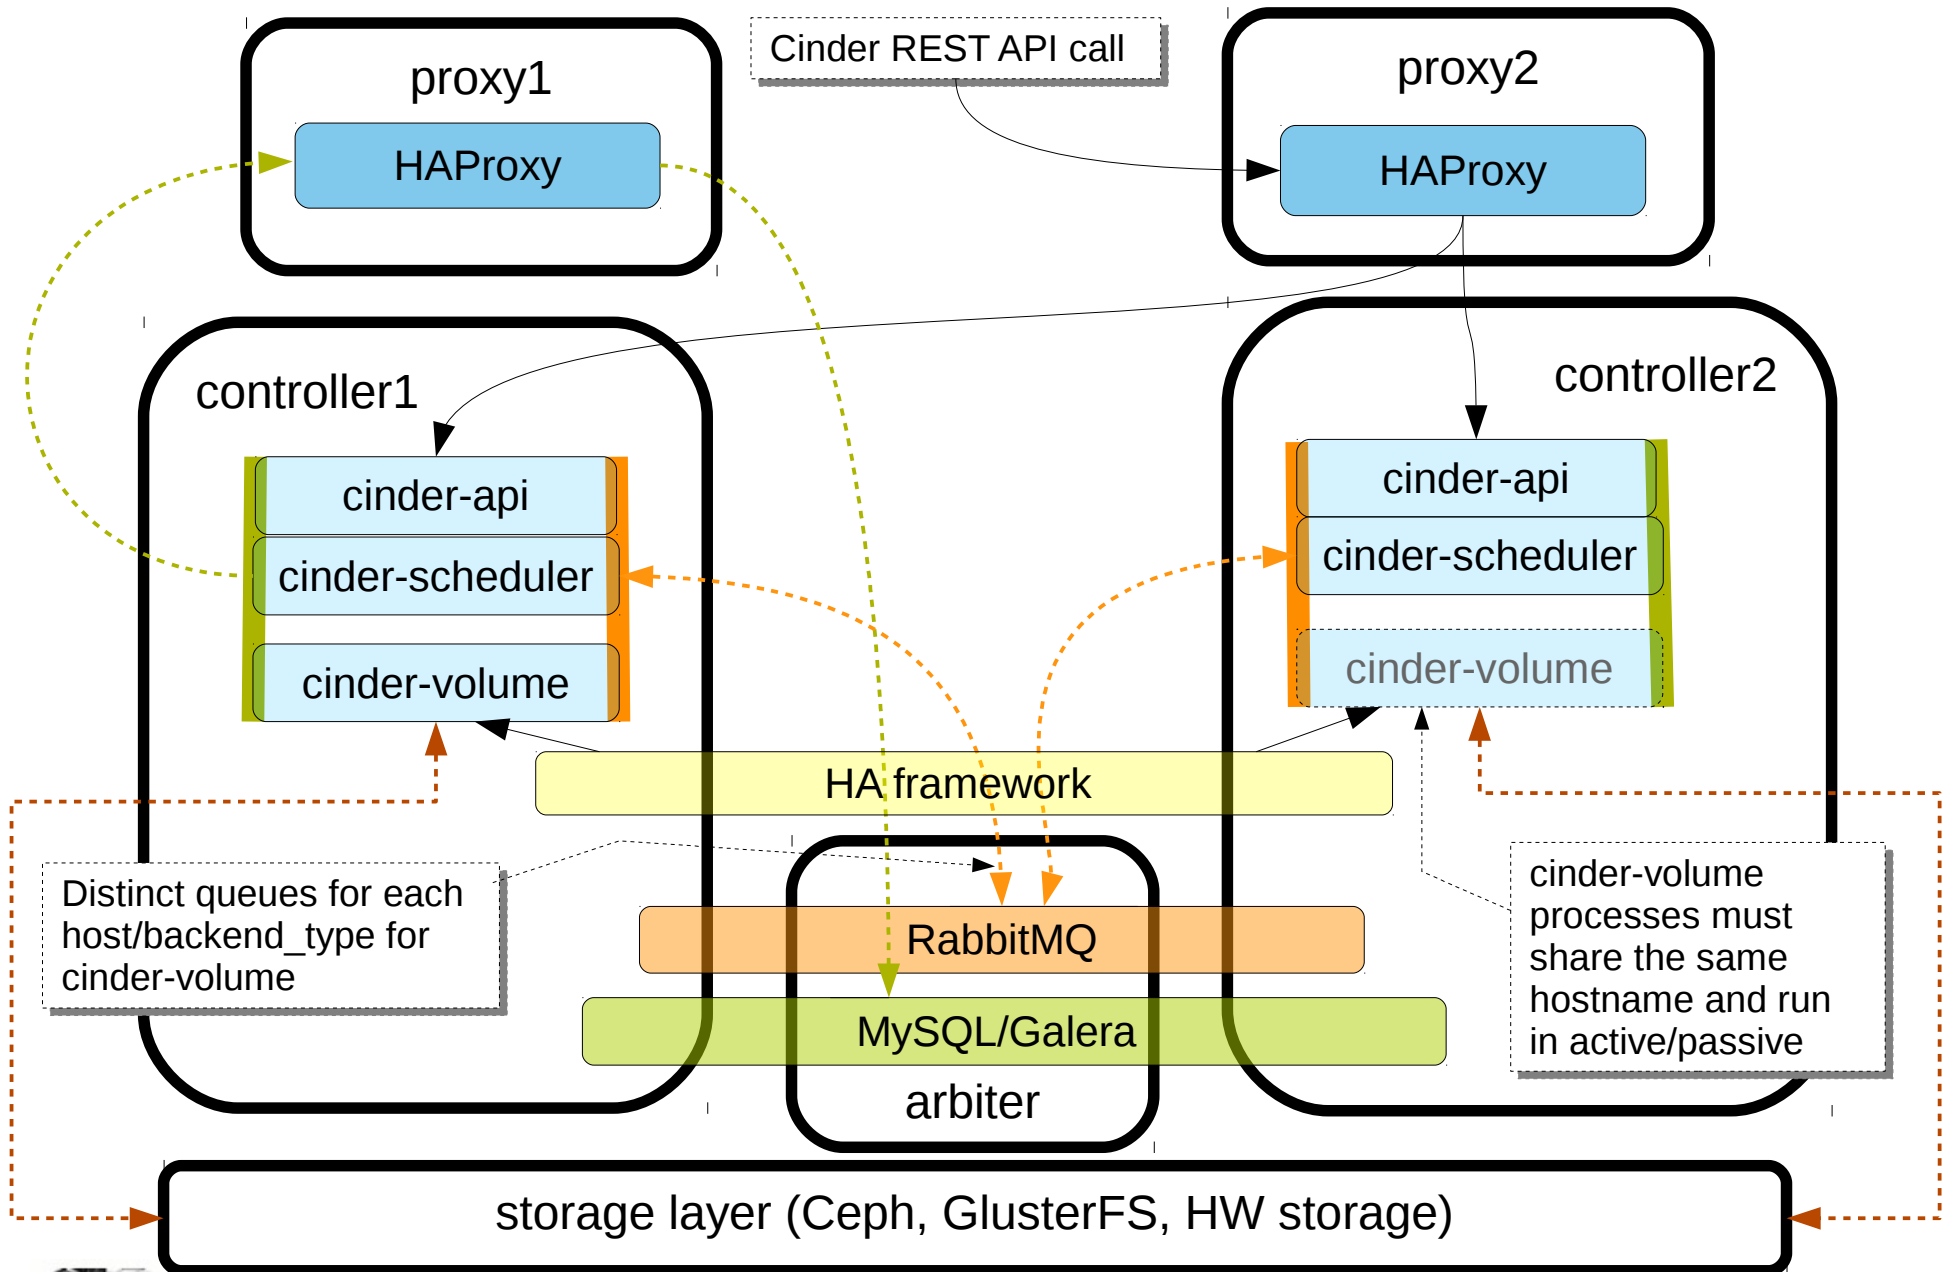 proxy1
HAProxy
Cinder REST API call
proxy2
HAProxy
controller1
cinder-api
cinder-scheduler
cinder-volume
controller2
cinder-api
cinder-scheduler
cinder-volume
HA framework
Distinct queues for each
host/backend_type for
cinder-volume
RabbitMQ
MySQL/Galera
arbiter
cinder-volume
processes must
share the same
hostname and run
in active/passive
storage layer (Ceph, GlusterFS, HW storage)